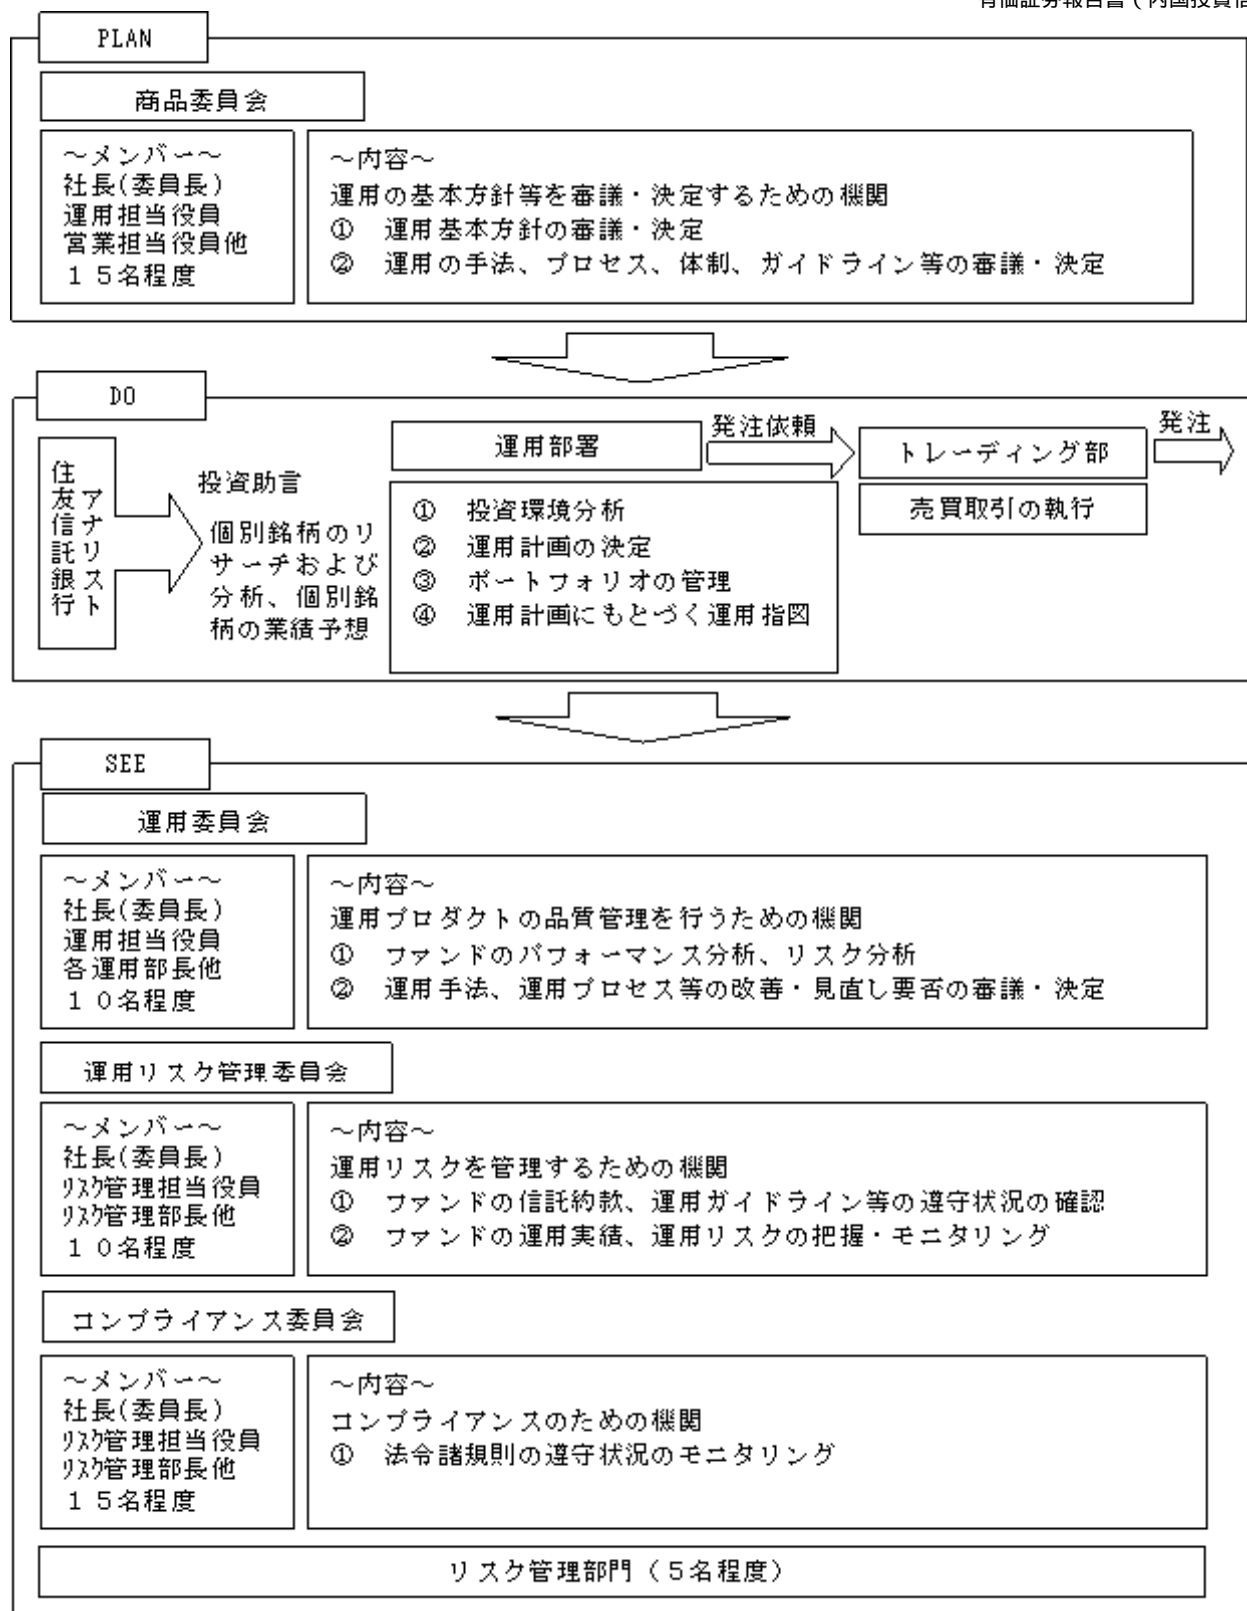 有価証券報告書（内国投資信
PLAN
商品委員会
～メンバー～
社長(委員長)
運用担当役員
営業担当役員他
１５名程度
～内容～
運用の基本方針等を審議・決定するための機関
① 運用基本方針の審議・決定
② 運用の手法、プロセス、体制、ガイドライン等の審議・決定
DO
住友信託銀行
アナリスト
投資助言
個別銘柄のリ
サーチおよび
分析、個別銘
柄の業績予想
運用部署
① 投資環境分析
② 運用計画の決定
③ ポートフォリオの管理
④ 運用計画にもとづく運用指図
発注依頼
トレーディング部
売買取引の執行
発注
SEE
運用委員会
～メンバー～
社長(委員長)
運用担当役員
各運用部長他
１０名程度
～内容～
運用プロダクトの品質管理を行うための機関
① ファンドのパフォーマンス分析、リスク分析
② 運用手法、運用プロセス等の改善・見直し要否の審議・決定
運用リスク管理委員会
～メンバー～
社長(委員長)
ﾘｽｸ管理担当役員
ﾘｽｸ管理部長他
１０名程度
～内容～
運用リスクを管理するための機関
① ファンドの信託約款、運用ガイドライン等の遵守状況の確認
② ファンドの運用実績、運用リスクの把握・モニタリング
コンプライアンス委員会
～メンバー～
社長(委員長)
ﾘｽｸ管理担当役員
ﾘｽｸ管理部長他
１５名程度
～内容～
コンプライアンスのための機関
① 法令諸規則の遵守状況のモニタリング
リスク管理部門（５名程度）